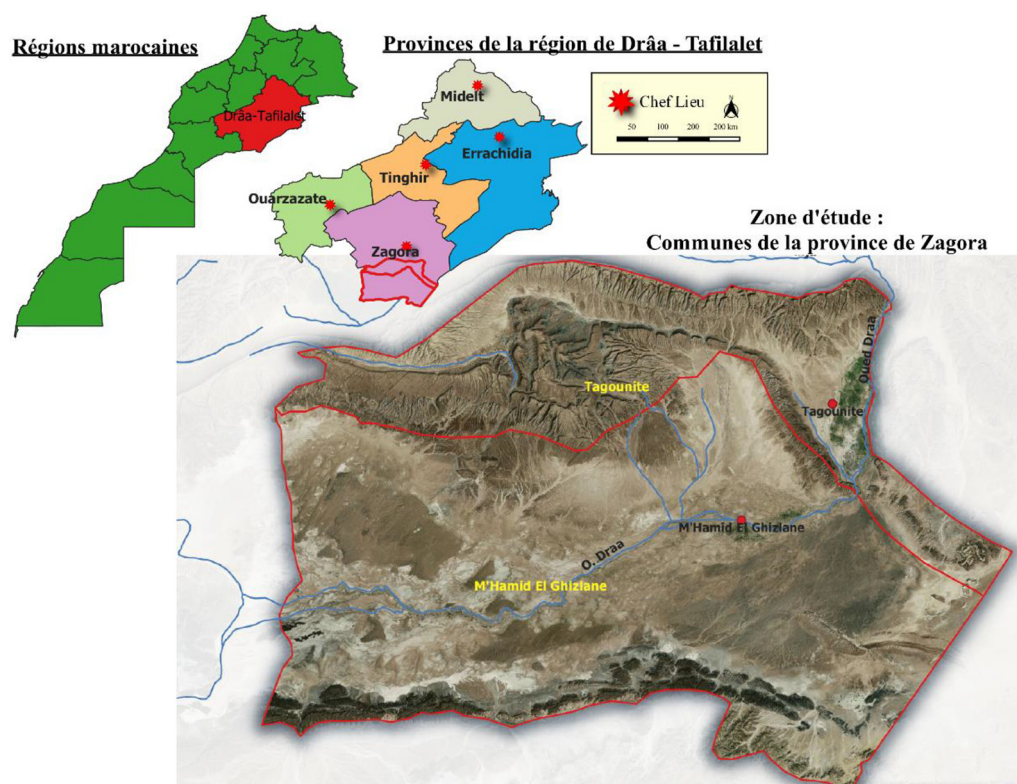 Régions marocaines
Provinces de la région de Drâa - Tafilalet
Drâa-Tafilalet
Midelt
Errachidia
Tinghir
Ouarzazate
Zagora
Chef Lieu
N
50 100 200 200 km
Zone d'étude :
Communes de la province de Zagora
Oued Draa
Tagounite
Tagounite
M'Hamid El Ghizlane
O. Draa
M'Hamid El Ghizlane